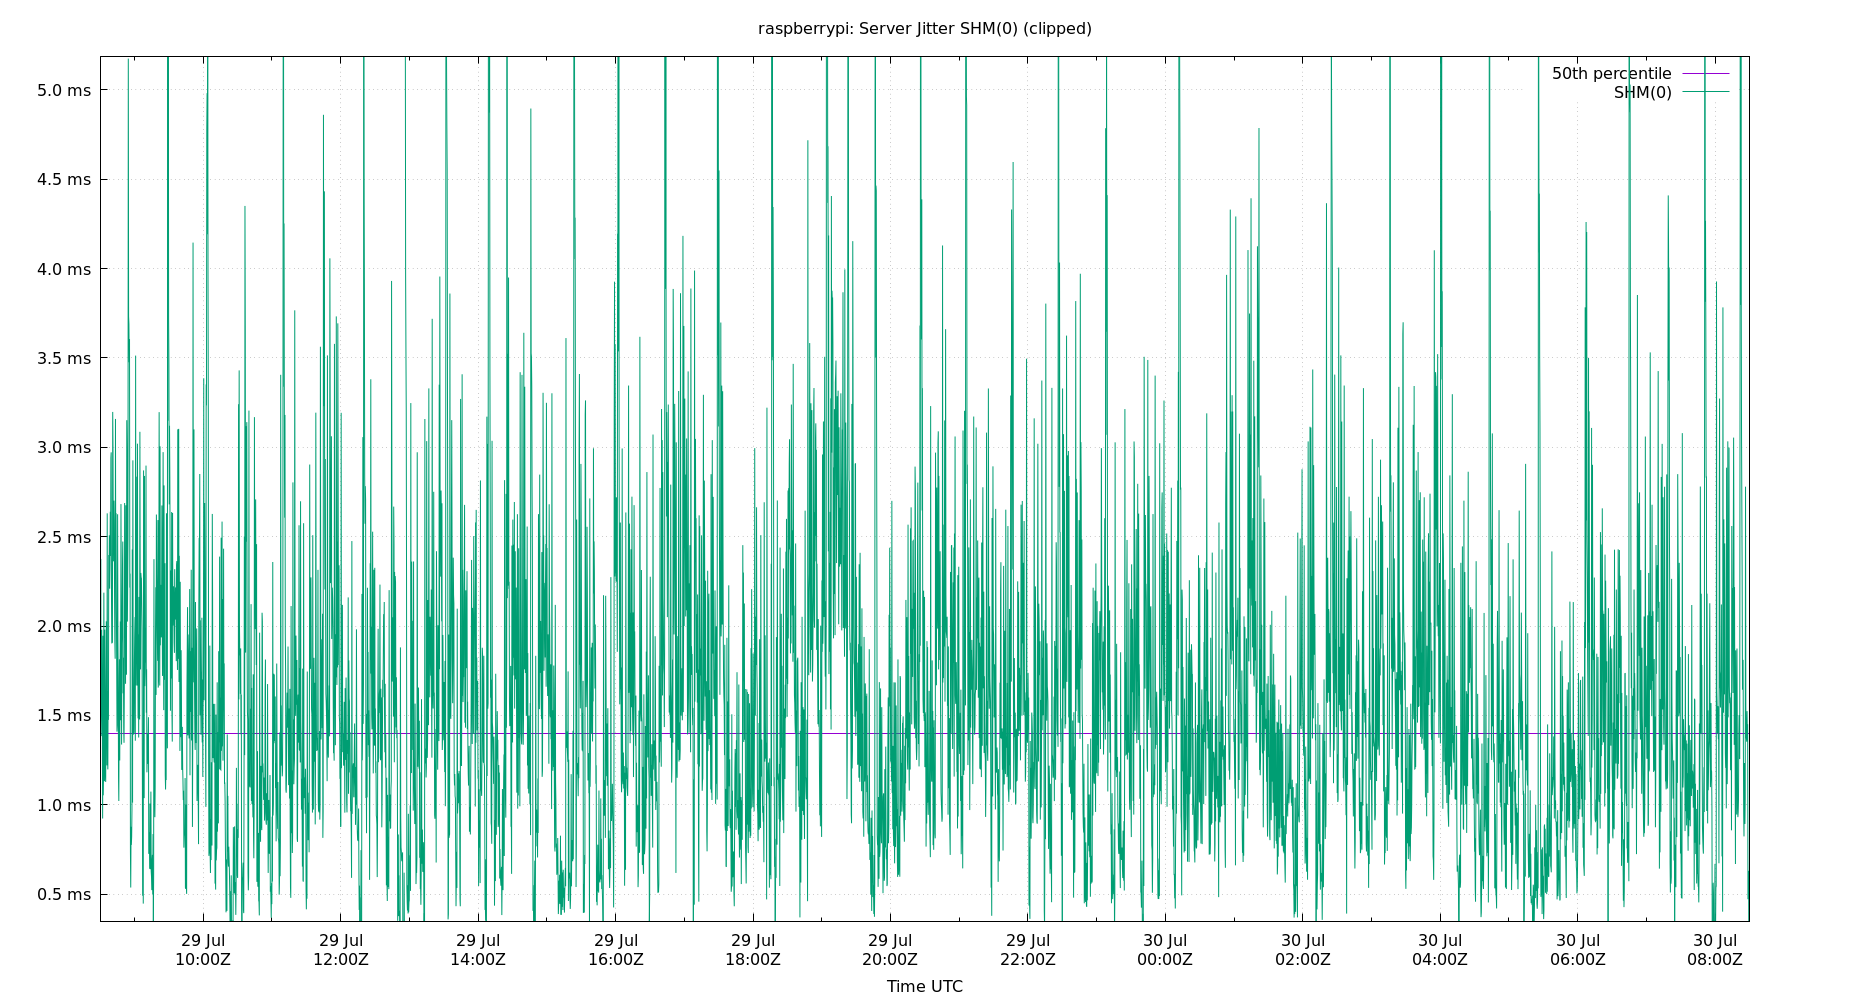 raspberrypi: Server Jitter SHM(0) (clipped)
50th percentile
SHM(0)
5.0 ms
4.5 ms
4.0 ms
3.5 ms
3.0 ms
2.5 ms
2.0 ms
1.5 ms
1.0 ms
0.5 ms
29 Jul 29 Jul 29 Jul 29 Jul 29 Jul 29 Jul 29 Jul 30 Jul 30 Jul 30 Jul 30 Jul 30 Jul
10:00Z 12:00Z 14:00Z 16:00Z 18:00Z 20:00Z 22:00Z 00:00Z 02:00Z 04:00Z 06:00Z 08:00Z
Time UTC